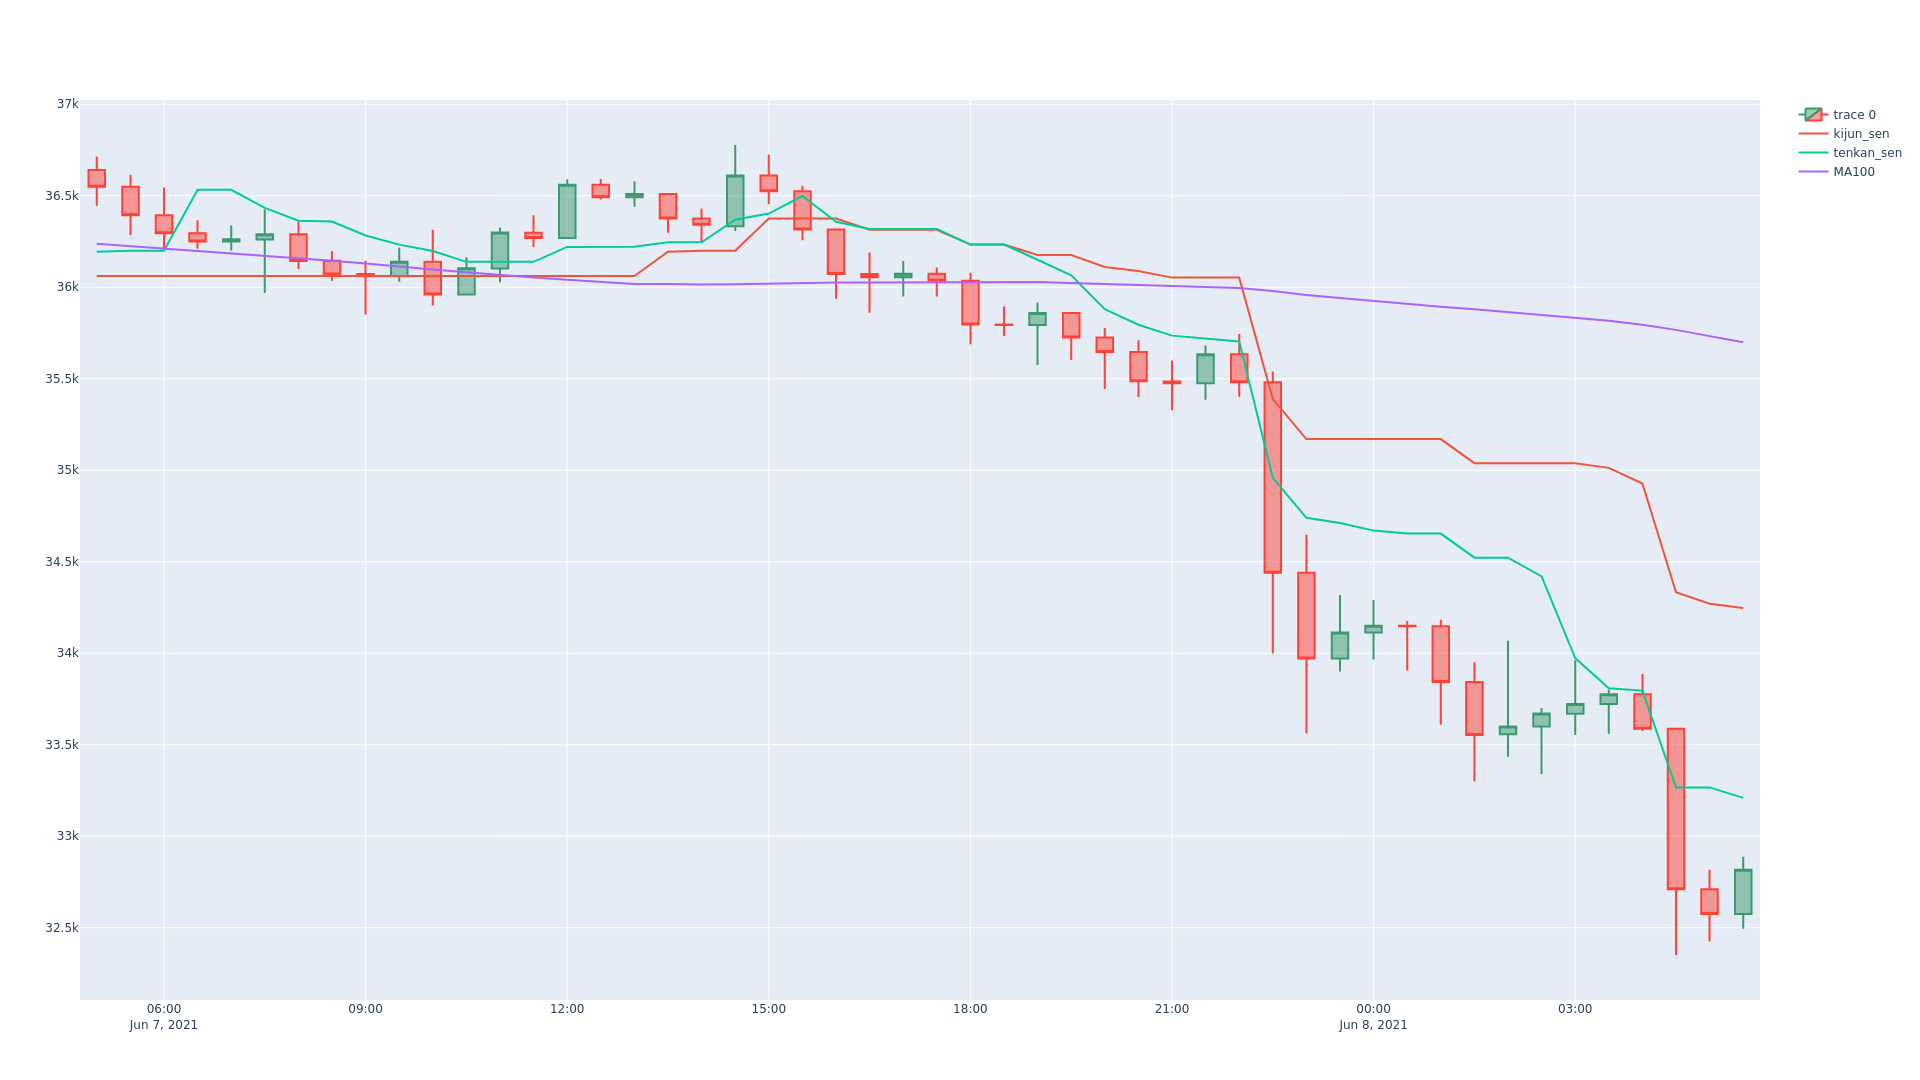 37k
36.5k
36k
35.5k
35k
34.5k
34k
33.5k
33k
32.5k
06:00
Jun 7, 2021
09:00
12:00
15:00
18:00
21:00
00:00
Jun 8, 2021
03:00
trace 0
kijun_sen
tenkan_sen
MA100